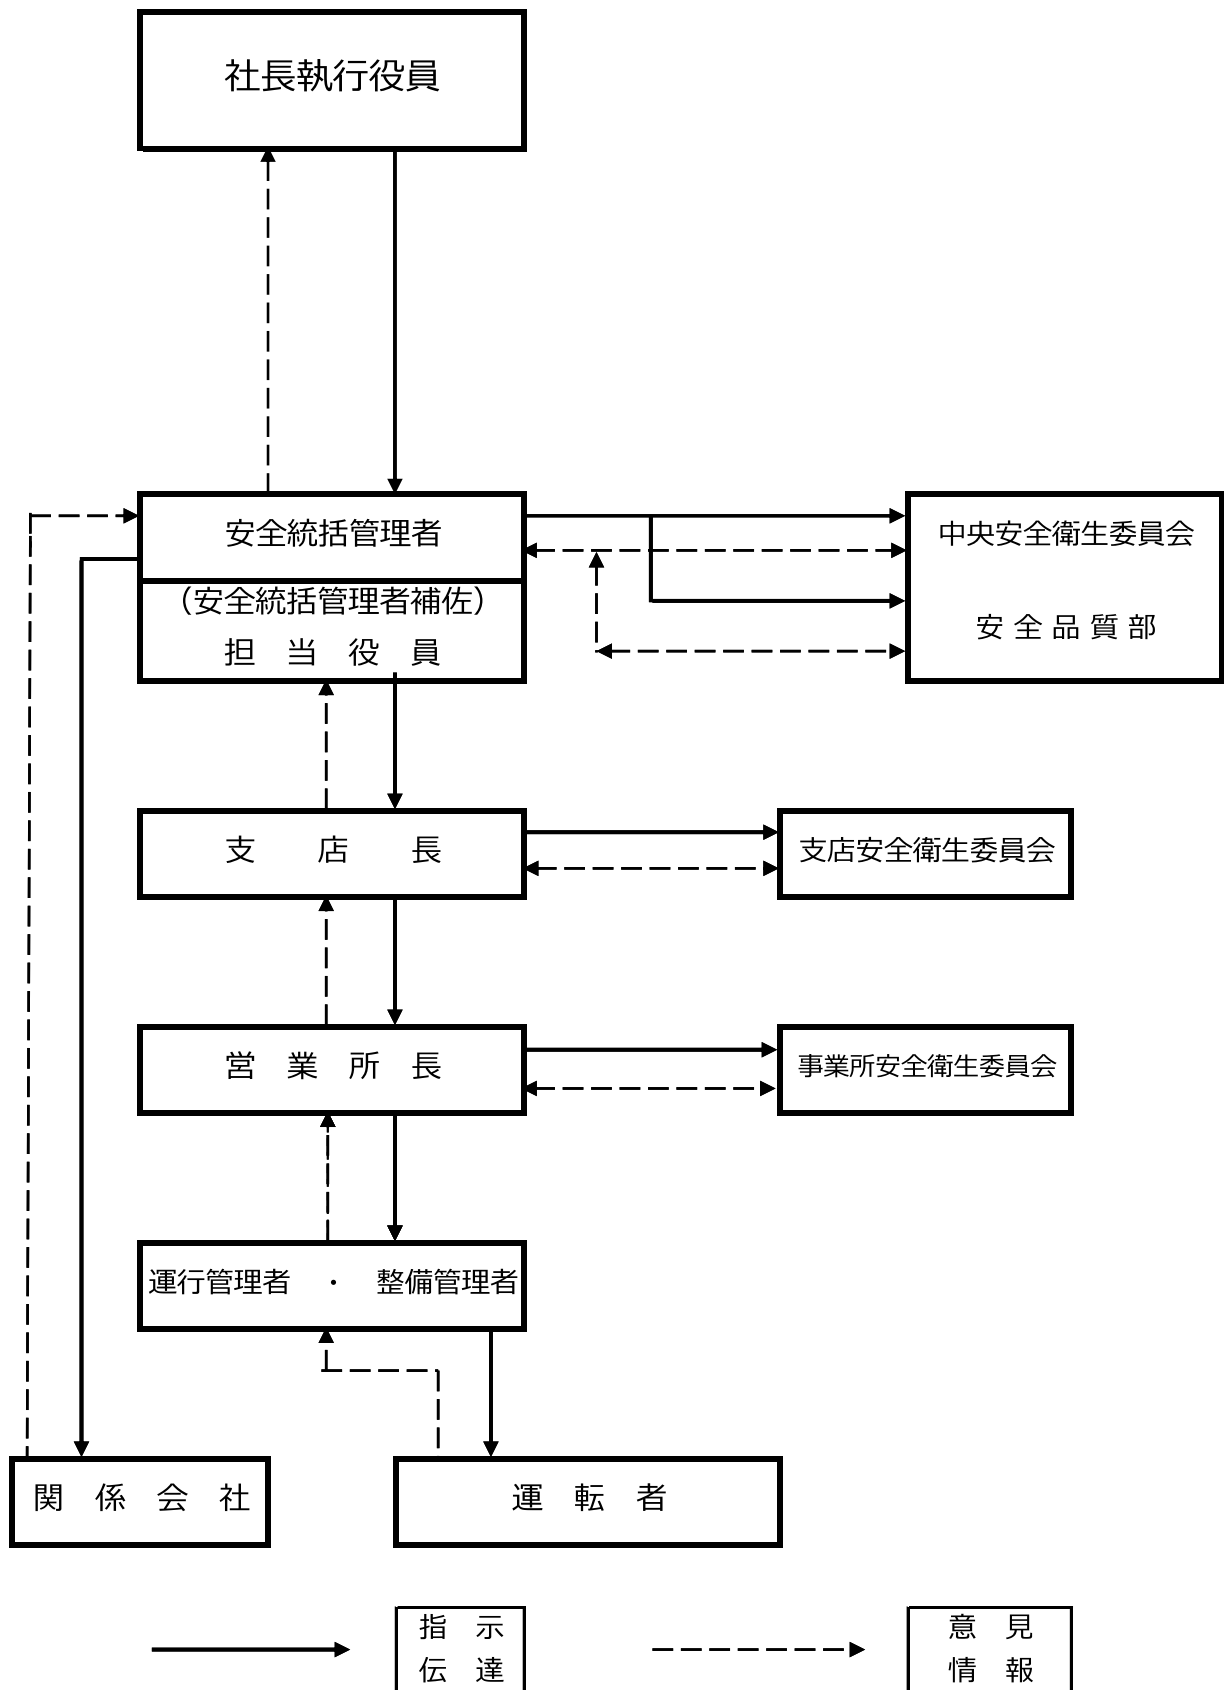 社長執行役員
安全統括管理者
（安全統括管理者補佐）
担　当　役　員
中央安全衛生委員会
安 全 品 質 部
支　　店　　長
支店安全衛生委員会
営　業　所　長
事業所安全衛生委員会
運行管理者　・　整備管理者
関　係　会　社
運　転　者
指　示
伝　達
意　見
情　報